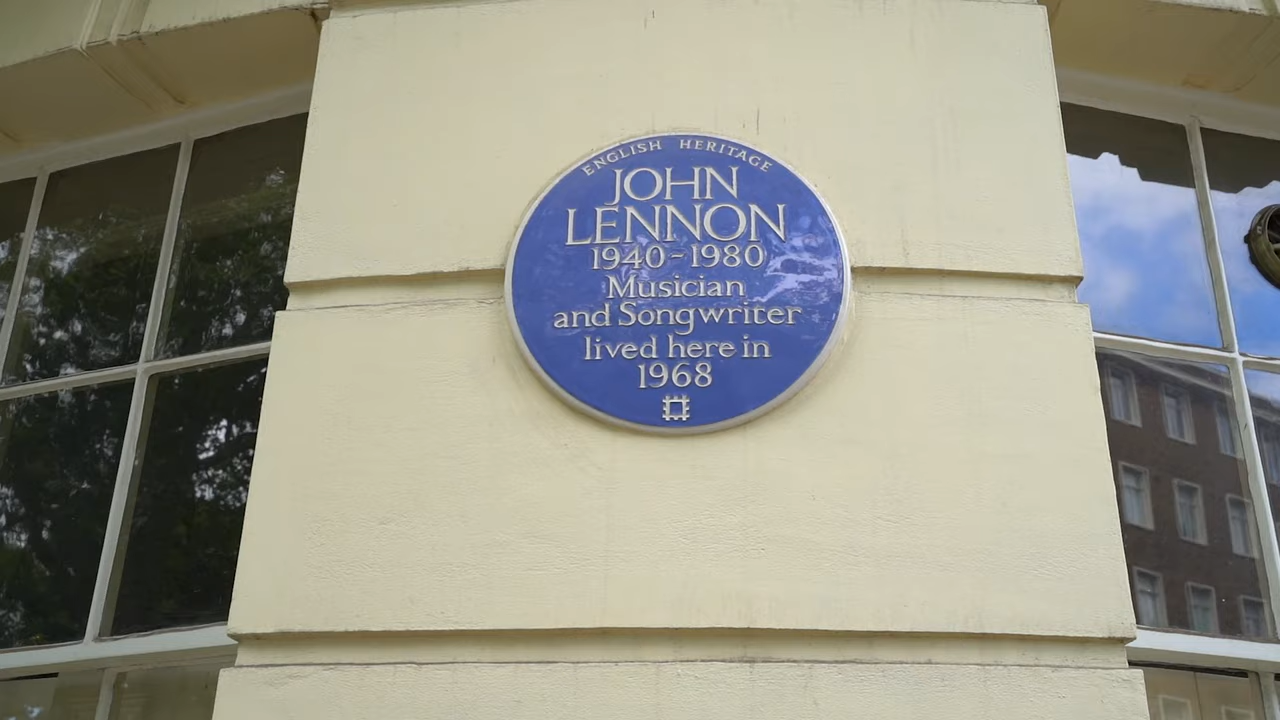 ENGLISH HERITAGE
JOHN
LENNON
1940-1980
Musician
and Songwriter
lived here in
1968